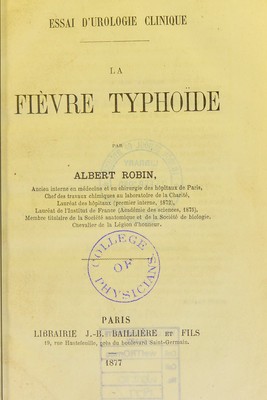 ESSAI D'UROLOGIE CLINIQUE
LA
FIÈVRE TYPHOÏDE
PAR
ALBERT ROBIN,
Ancien interne en médecine et en chirurgie des hôpitaux de Paris,
Chef des travaux chimiques au laboratoire de la Charité,
Lauréat des hôpitaux (premier interne, 1872),
Lauréat de l'Institut de France (Académie des sciences, 1875),
Membre titulaire de la Société anatomique et de la Société de biologie,
Chevalier de la Légion d'honneur.
COLLEGE
OF
PHYSICIANS
PARIS
LIBRAIRIE J.-B. BAILLIÈRE ET FILS
19, rue Hautefeuille, près du boulevard Saint-Germain.
1877